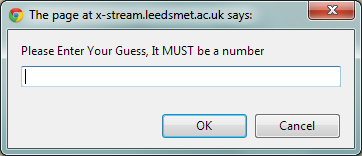 The page at x-stream.leedsmet.ac.uk says:
Please Enter Your Guess, It MUST be a number
OK
Cancel